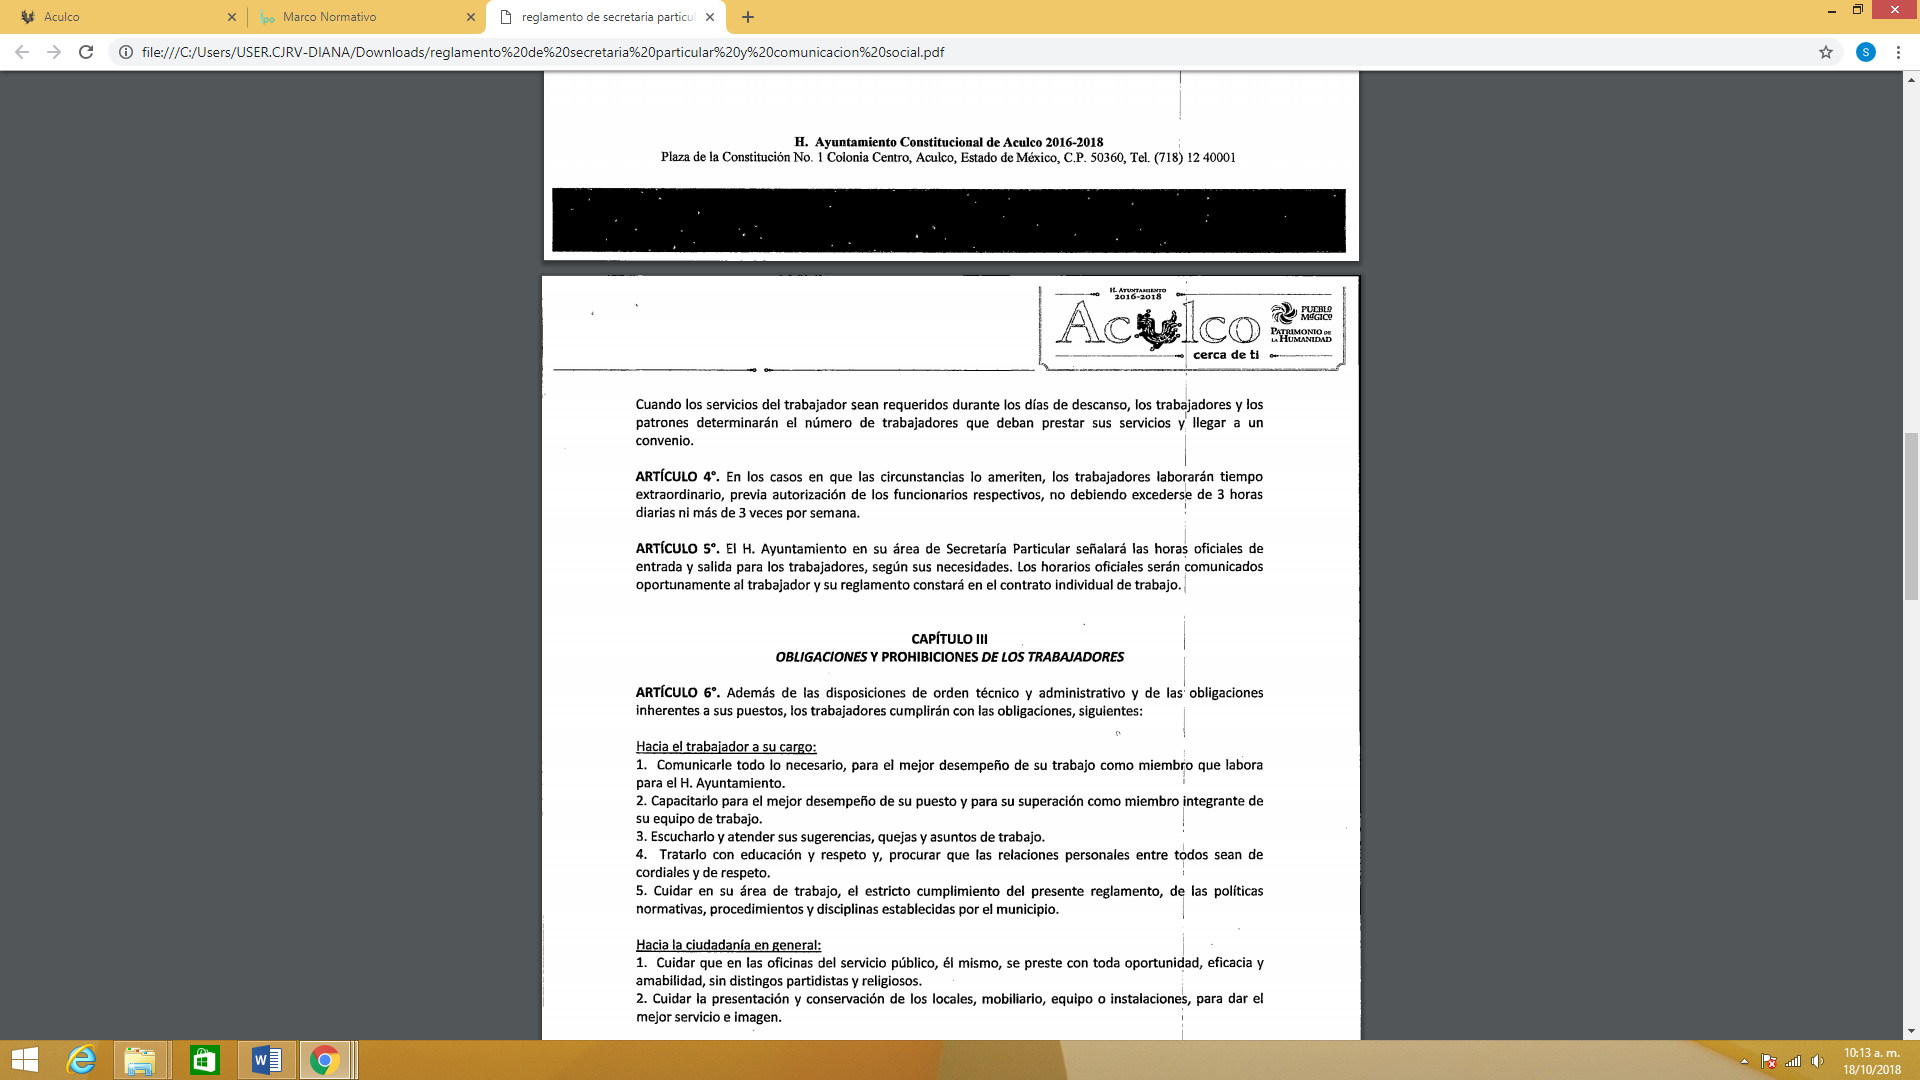 Aculco
Marco Normativo
reglamento de secretaria particu
file:///C:/Users/USER.CJRV-DIANA/Downloads/reglamento%20de%20secretaria%20particular%20y%20comunicacion%20social.pdf
S
H. Ayuntamiento Constitucional de Aculco 2016-2018
Plaza de la Constitución No. 1 Colonia Centro, Aculco, Estado de México, C.P. 50360, Tel. (718) 12 40001
H. AYUNTAMIENTO
2016-2018
Aculco
PUEBLO
MÁGICO
PATRIMONIO DE
LA HUMANIDAD
cerca de ti
Cuando los servicios del trabajador sean requeridos durante los días de descanso, los trabajadores y los
patrones determinarán el número de trabajadores que deban prestar sus servicios y llegar a un
convenio.
ARTÍCULO 4°. En los casos en que las circunstancias lo ameriten, los trabajadores laborarán tiempo
extraordinario, previa autorización de los funcionarios respectivos, no debiendo excederse de 3 horas
diarias ni más de 3 veces por semana.
ARTÍCULO 5°. El H. Ayuntamiento en su área de Secretaría Particular señalará las horas oficiales de
entrada y salida para los trabajadores, según sus necesidades. Los horarios oficiales serán comunicados
oportunamente al trabajador y su reglamento constará en el contrato individual de trabajo.
CAPÍTULO III
OBLIGACIONES Y PROHIBICIONES DE LOS TRABAJADORES
ARTÍCULO 6°. Además de las disposiciones de orden técnico y administrativo y de las obligaciones
inherentes a sus puestos, los trabajadores cumplirán con las obligaciones, siguientes:
Hacia el trabajador a su cargo:
1. Comunicarle todo lo necesario, para el mejor desempeño de su trabajo como miembro que labora
para el H. Ayuntamiento.
2. Capacitarlo para el mejor desempeño de su puesto y para su superación como miembro integrante de
su equipo de trabajo.
3. Escucharlo y atender sus sugerencias, quejas y asuntos de trabajo.
4. Tratarlo con educación y respeto y, procurar que las relaciones personales entre todos sean de
cordiales y de respeto.
5. Cuidar en su área de trabajo, el estricto cumplimiento del presente reglamento, de las políticas
normativas, procedimientos y disciplinas establecidas por el municipio.
Hacia la ciudadanía en general:
1. Cuidar que en las oficinas del servicio público, él mismo, se preste con toda oportunidad, eficacia y
amabilidad, sin distingos partidistas y religiosos.
2. Cuidar la presentación y conservación de los locales, mobiliario, equipo o instalaciones, para dar el
mejor servicio e imagen.
10:13 a. m.
18/10/2018